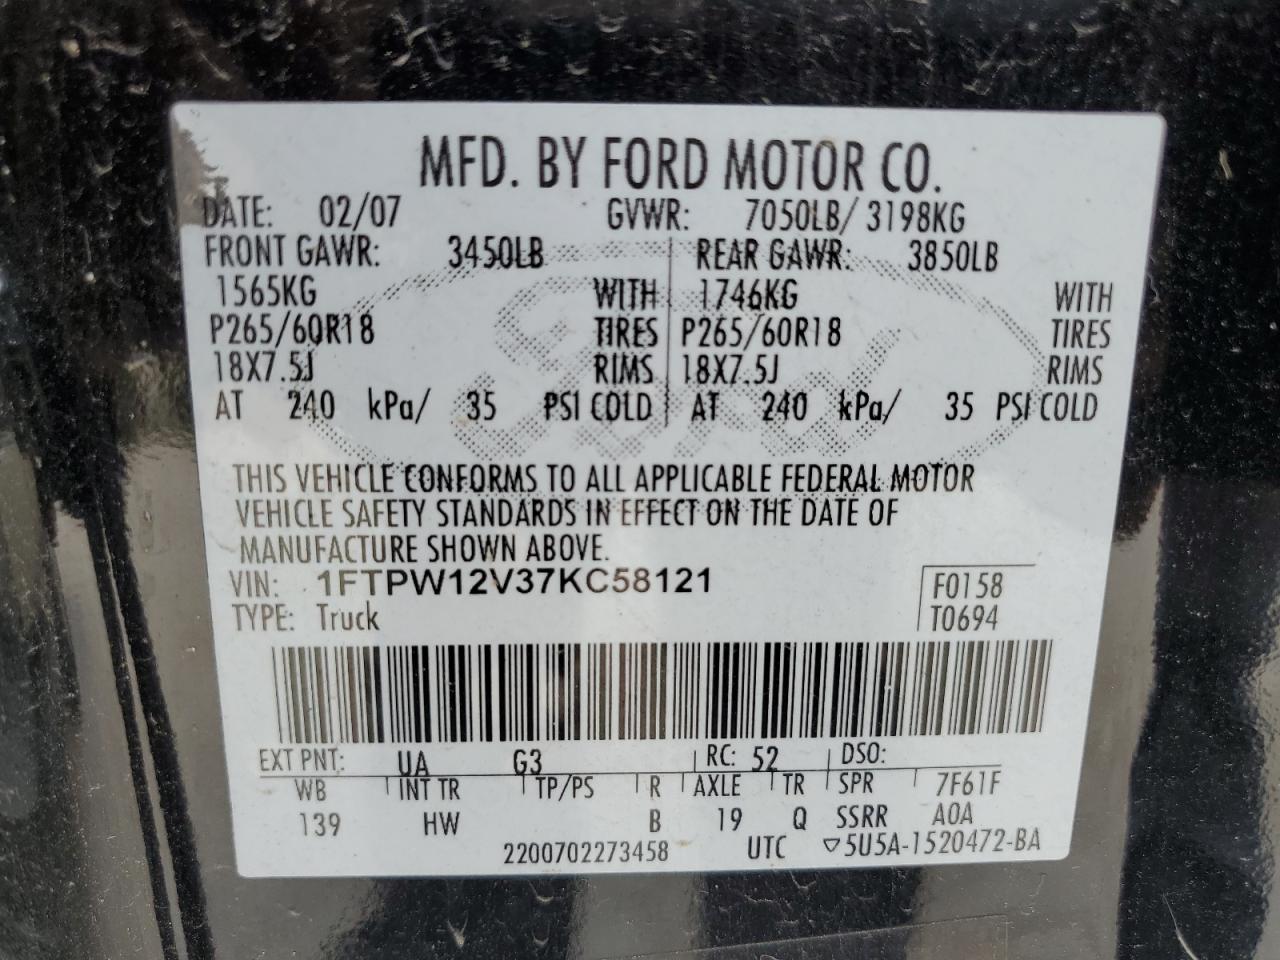 MFD. BY FORD MOTOR CO.
DATE: 02/07 GVWR: 7050LB/ 3198KG
FRONT GAWR: 3450LB REAR GAWR: 3850LB
1565KG WITH 1746KG WITH
P265/60R18 TIRES P265/60R18 TIRES
18X7.5J RIMS 18X7.5J RIMS
AT 240 kPa/ 35 PSI COLD AT 240 kPa/ 35 PSI COLD
THIS VEHICLE CONFORMS TO ALL APPLICABLE FEDERAL MOTOR
VEHICLE SAFETY STANDARDS IN EFFECT ON THE DATE OF
MANUFACTURE SHOWN ABOVE.
VIN: 1FTPW12V37KC58121 F0158
TYPE: Truck T0694
EXT PNT: UA G3 RC: 52 DSO:
WB INT TR TP/PS R AXLE TR SPR 7F61F
139 HW B 19 Q SSRR A0A
2200702273458 UTC ▽5U5A-1520472-BA
Ford